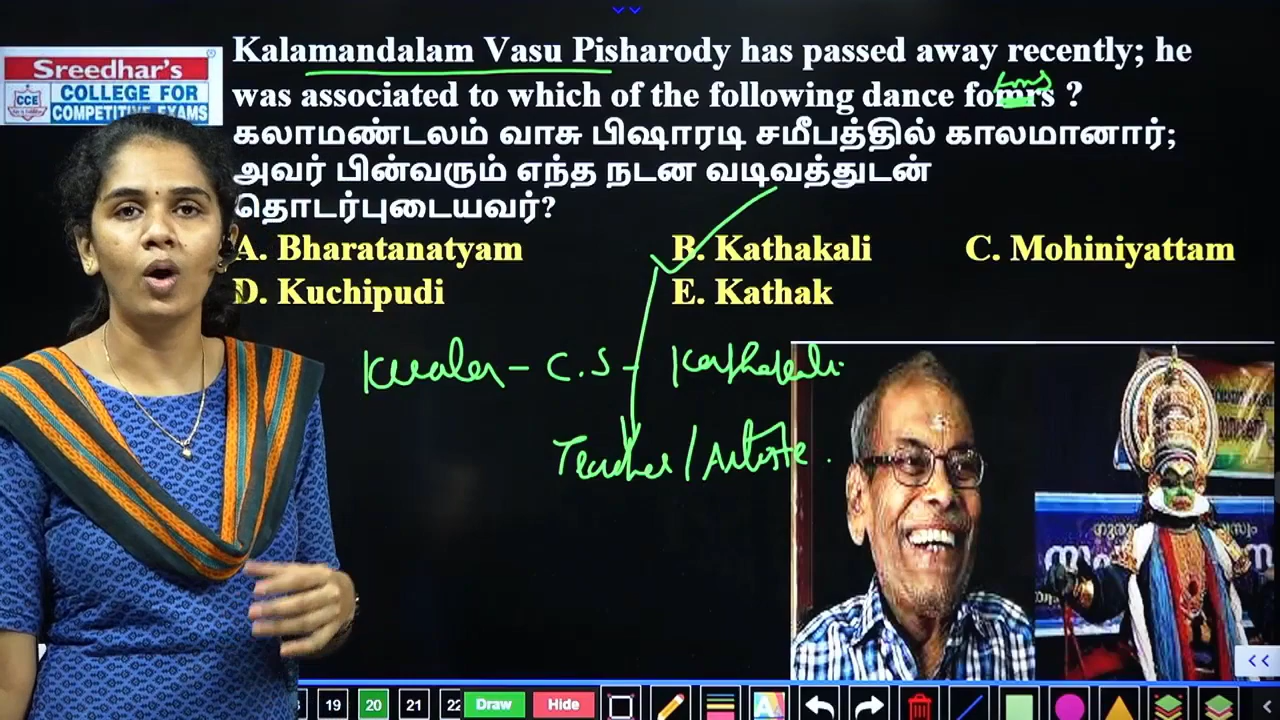 Sreedhar's
CCE
COLLEGE FOR
COMPETITIVE EXAMS
Kalamandalam Vasu Pisharody has passed away recently; he
was associated to which of the following dance fomrs ?
கலாமண்டலம் வாசு பிஷாரடி சமீபத்தில் காலமானார்;
அவர் பின்வரும் எந்த நடன வடிவத்துடன்
தொடர்புடையவர்?
A. Bharatanatyam B. Kathakali C. Mohiniyattam
D. Kuchipudi E. Kathak
Kerala - C.S - Kathakali
Teacher / Artiste.
19 20 21 22 Draw Hide